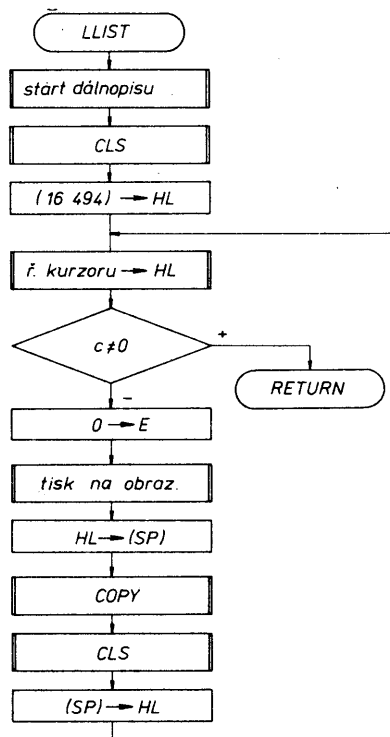 LLIST
start dálnopisu
CLS
(16 494) → HL
ř. kurzoru → HL
c ≠ 0
+
RETURN
−
0 → E
tisk na obraz.
HL → (SP)
COPY
CLS
(SP) → HL